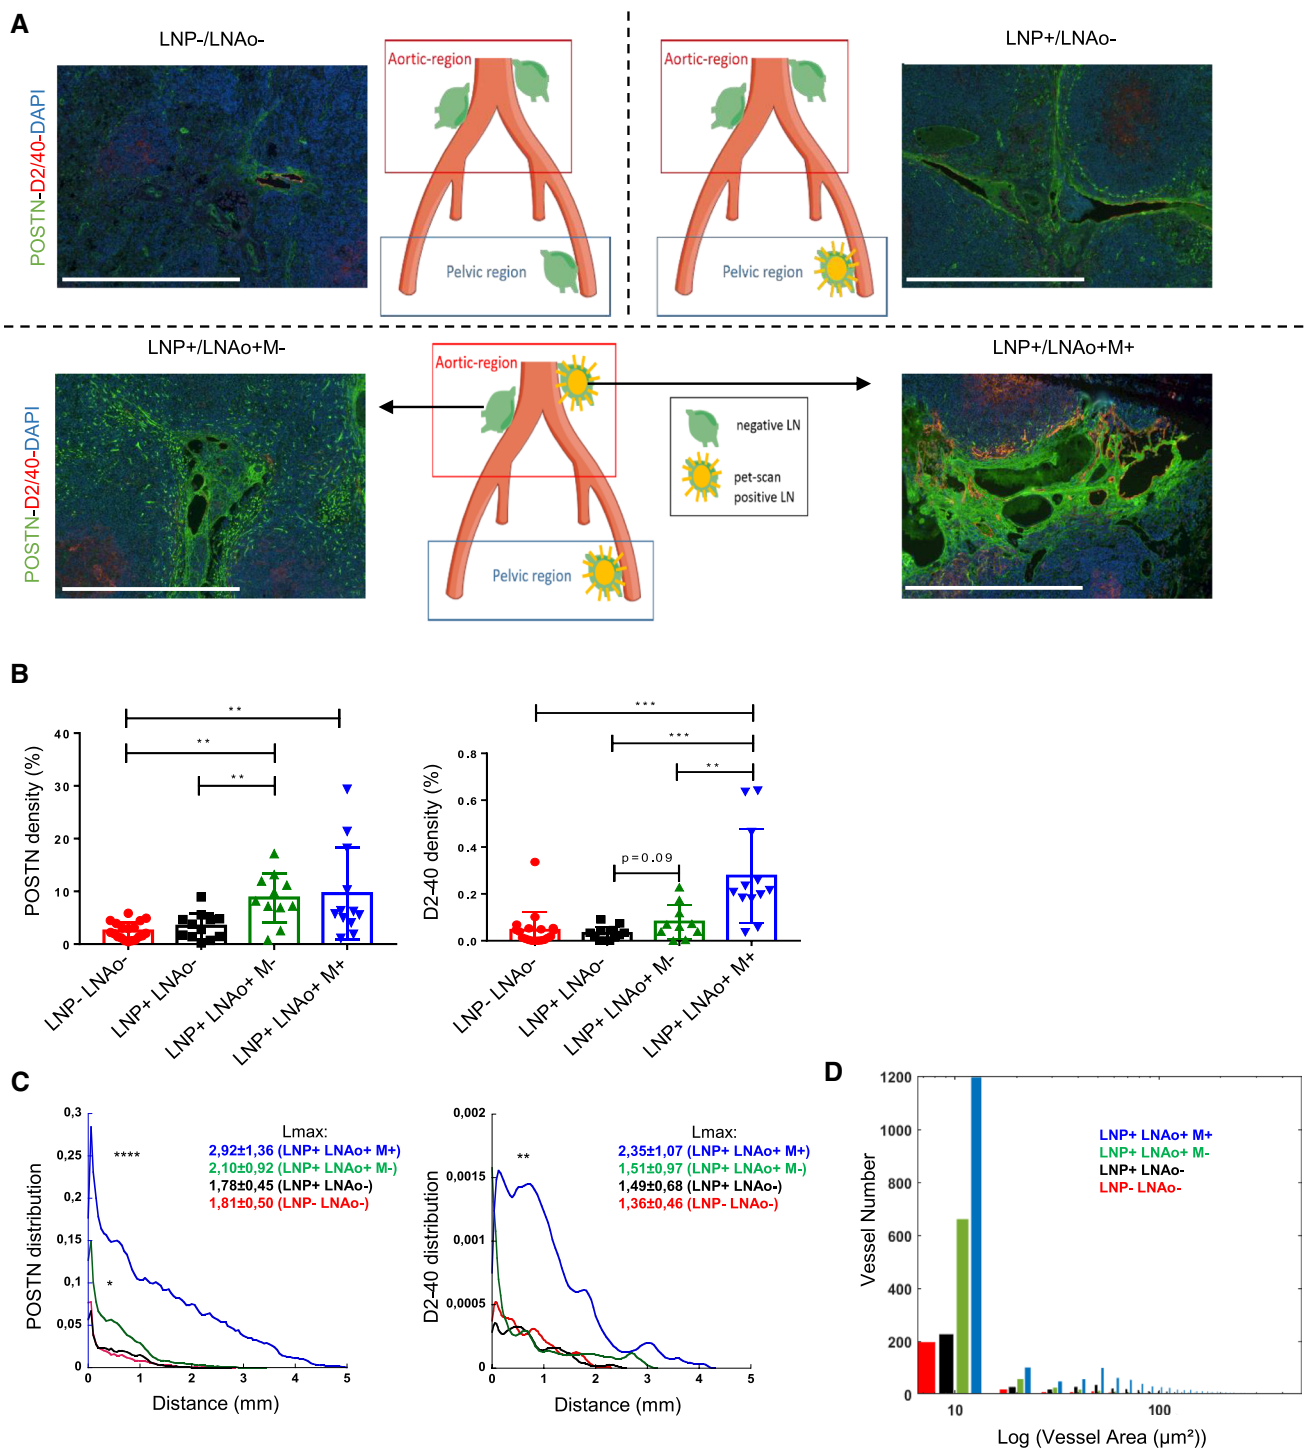 A
LNP-/LNAo-
LNP+/LNAo-
POSTN-D2/40-DAPI
Aortic-region
Pelvic region
Aortic-region
Pelvic region
LNP+/LNAo+M-
LNP+/LNAo+M+
POSTN-D2/40-DAPI
Aortic-region
Pelvic region
negative LN
pet-scan
positive LN
B
POSTN density (%)
40
30
20
10
0
**
**
**
LNP- LNAo-
LNP+ LNAo-
LNP+ LNAo+ M-
LNP+ LNAo+ M+
D2-40 density (%)
0.8
0.6
0.4
0.2
0.0
***
***
**
p=0.09
LNP- LNAo-
LNP+ LNAo-
LNP+ LNAo+ M-
LNP+ LNAo+ M+
C
POSTN distribution
0,3
0,25
0,2
0,15
0,1
0,05
0
****
*
Lmax:
2,92±1,36 (LNP+ LNAo+ M+)
2,10±0,92 (LNP+ LNAo+ M-)
1,78±0,45 (LNP+ LNAo-)
1,81±0,50 (LNP- LNAo-)
0 1 2 3 4 5
Distance (mm)
D2-40 distribution
0,002
0,0015
0,001
0,0005
0
**
Lmax:
2,35±1,07 (LNP+ LNAo+ M+)
1,51±0,97 (LNP+ LNAo+ M-)
1,49±0,68 (LNP+ LNAo-)
1,36±0,46 (LNP- LNAo-)
0 1 2 3 4 5
Distance (mm)
D
Vessel Number
1200
1000
800
600
400
200
0
LNP+ LNAo+ M+
LNP+ LNAo+ M-
LNP+ LNAo-
LNP- LNAo-
10 100
Log (Vessel Area (µm²))